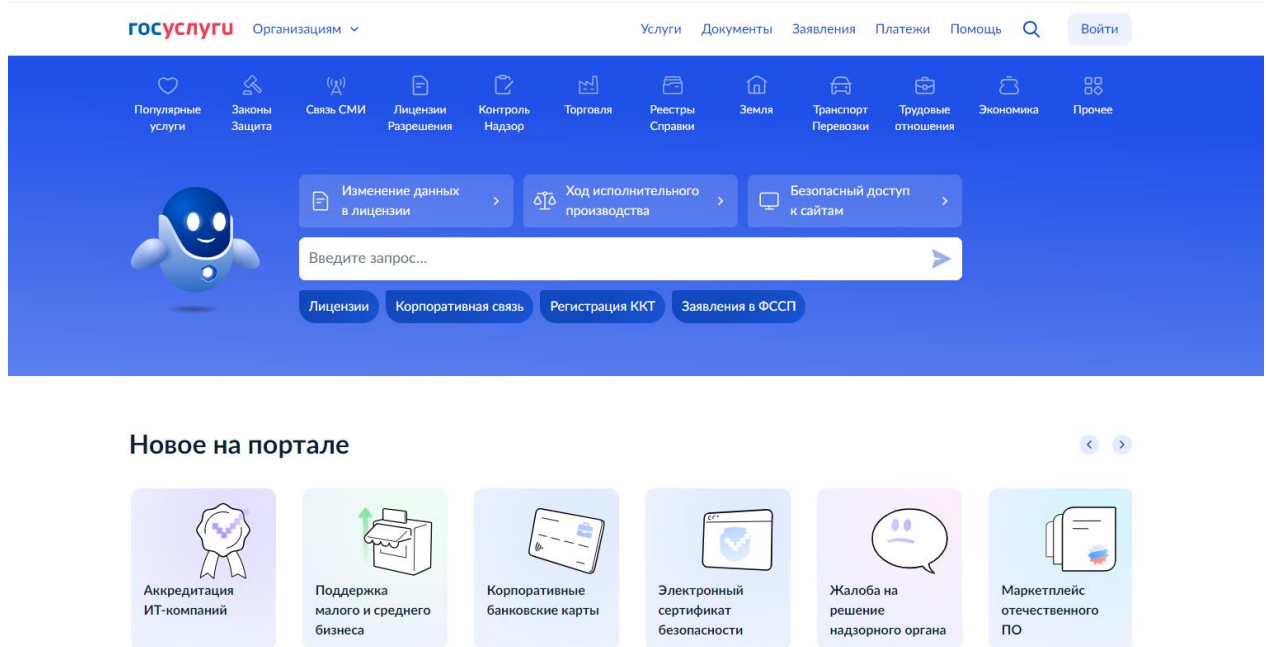 госуслуги Организациям Услуги Документы Заявления Платежи Помощь Войти
Популярные услуги
Законы Защита
Связь СМИ
Лицензии Разрешения
Контроль Надзор
Торговля
Реестры Справки
Земля
Транспорт Перевозки
Трудовые отношения
Экономика
Прочее
Изменение данных
в лицензии
Ход исполнительного
производства
Безопасный доступ
к сайтам
Введите запрос...
Лицензии Корпоративная связь Регистрация ККТ Заявления в ФССП
Новое на портале
Аккредитация
ИТ-компаний
Поддержка
малого и среднего
бизнеса
Корпоративные
банковские карты
Электронный
сертификат
безопасности
Жалоба на
решение
надзорного органа
Маркетплейс
отечественного
ПО